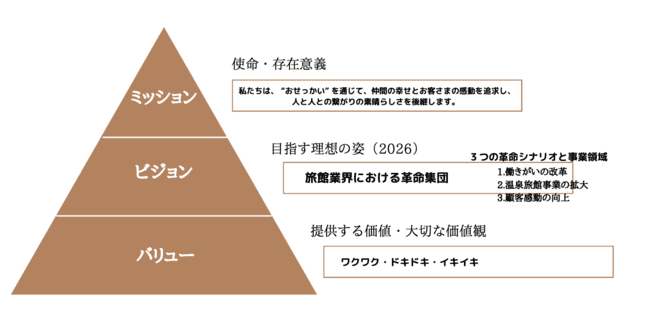 使命・存在意義
ミッション
私たちは、“おせっかい” を通じて、仲間の幸せとお客さまの感動を追求し、
人と人との繋がりの素晴らしさを後継します。
目指す理想の姿（2026）
３つの革命シナリオと事業領域
ビジョン
旅館業界における革命集団
1.働きがいの改革
2.温泉旅館事業の拡大
3.顧客感動の向上
提供する価値・大切な価値観
バリュー
ワクワク・ドキドキ・イキイキ